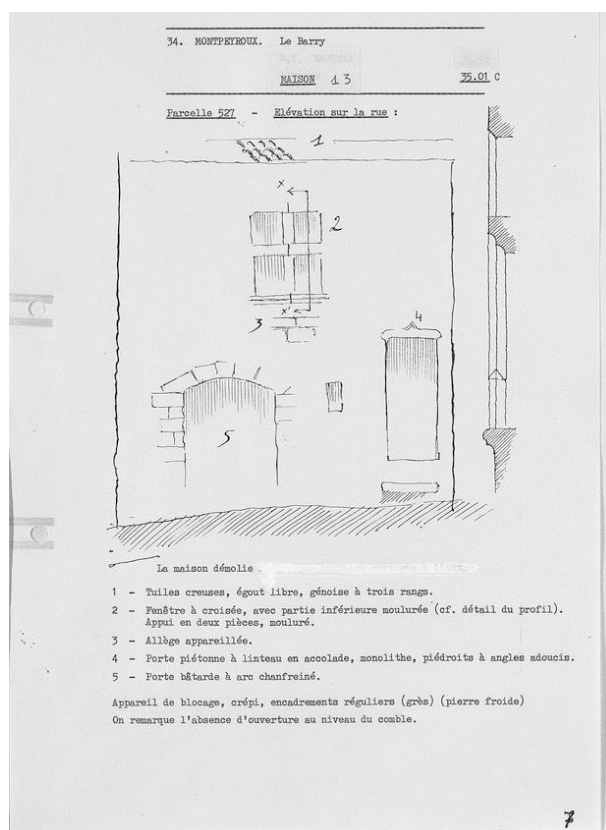 34. MONTPEYROUX. Le Barry
MAISON 13
35.01 C
Parcelle 527 - Elévation sur la rue :
1
X
2
X'
3
4
5
La maison démolie.
1 - Tuiles creuses, égout libre, génoise à trois rangs.
2 - Fenêtre à croisée, avec partie inférieure moulurée (cf. détail du profil).
Appui en deux pièces, mouluré.
3 - Allège appareillée.
4 - Porte piétonne à linteau en accolade, monolithe, piédroits à angles adoucis.
5 - Porte bâtarde à arc chanfreiné.
Appareil de blocage, crépi, encadrements réguliers (grès) (pierre froide)
On remarque l'absence d'ouverture au niveau du comble.
7